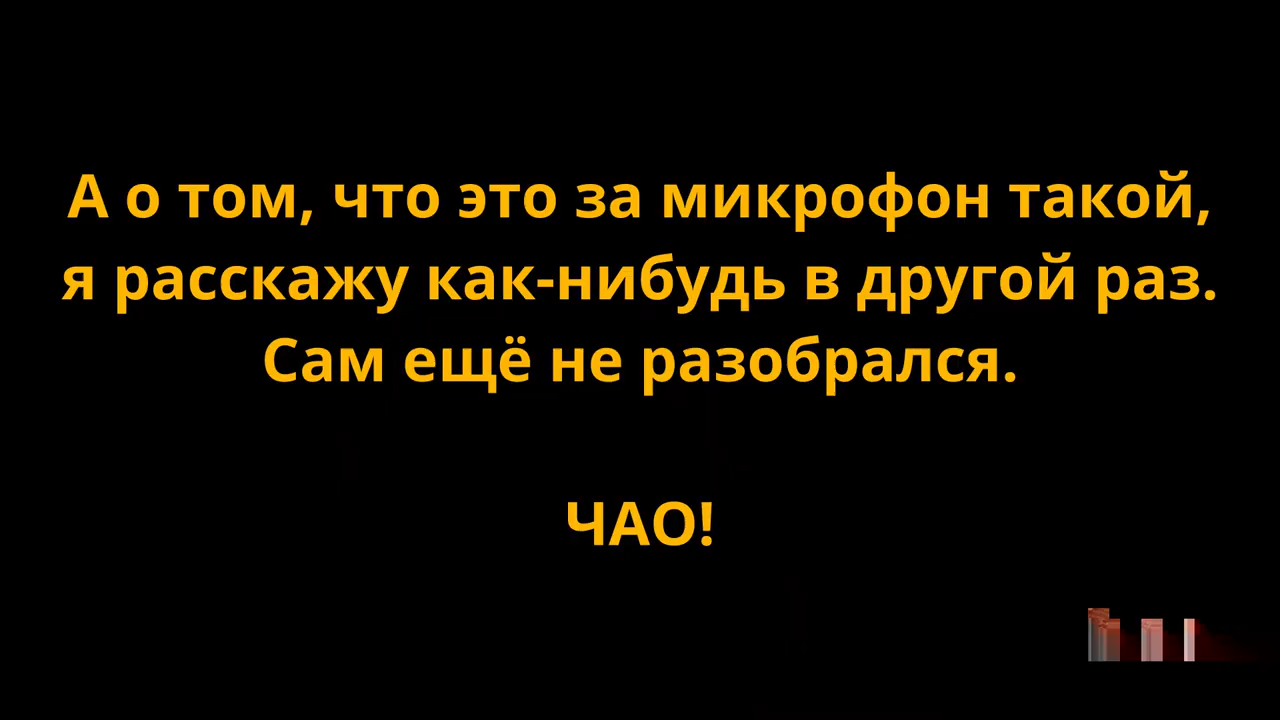 А о том, что это за микрофон такой,
я расскажу как-нибудь в другой раз.
Сам ещё не разобрался.
ЧАО!